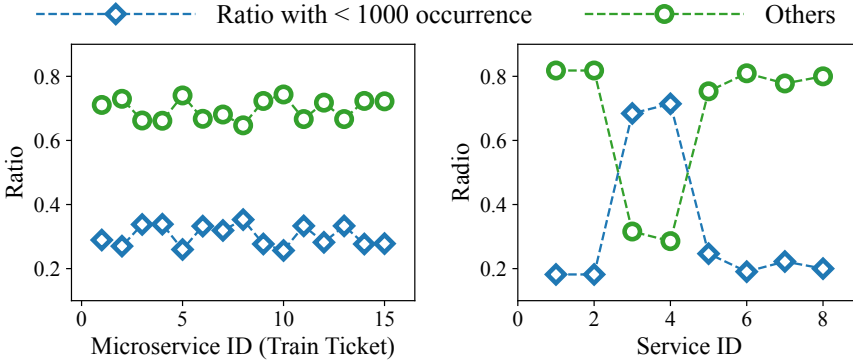 Ratio with < 1000 occurrence
Others
Ratio
0.8
0.6
0.4
0.2
0
5
10
15
Microservice ID (Train Ticket)
Radio
0.8
0.6
0.4
0.2
0
2
4
6
8
Service ID